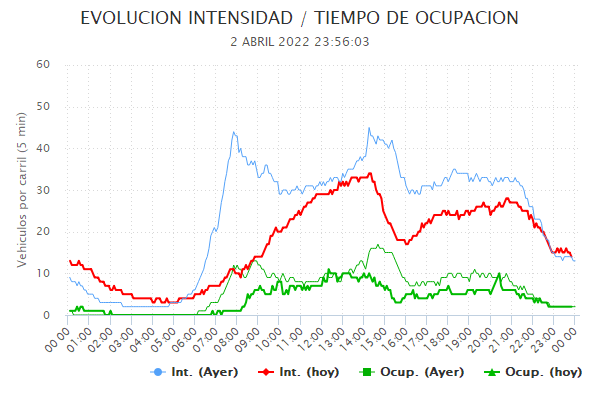 EVOLUCION INTENSIDAD / TIEMPO DE OCUPACION
2 ABRIL 2022 23:56:03
Vehículos por carril (5 min)
60
50
40
30
20
10
0
00:00 01:00 02:00 03:00 04:00 05:00 06:00 07:00 08:00 09:00 10:00 11:00 12:00 13:00 14:00 15:00 16:00 17:00 18:00 19:00 20:00 21:00 22:00 23:00 00:00
Int. (Ayer) Int. (hoy) Ocup. (Ayer) Ocup. (hoy)